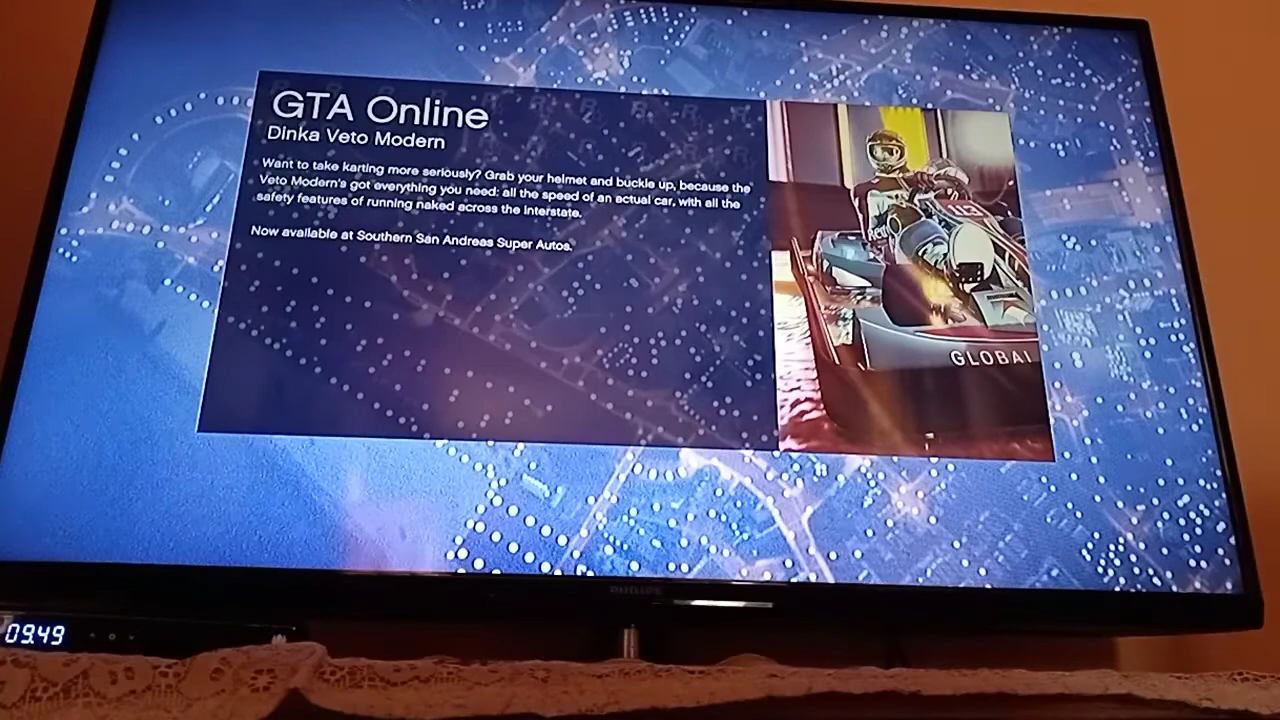 GTA Online
Dinka Veto Modern
Want to take karting more seriously? Grab your helmet and buckle up, because the
Veto Modern's got everything you need: all the speed of an actual car, with all the
safety features of running naked across the Interstate.
Now available at Southern San Andreas Super Autos.
GLOBAL
PHILIPS
09:49